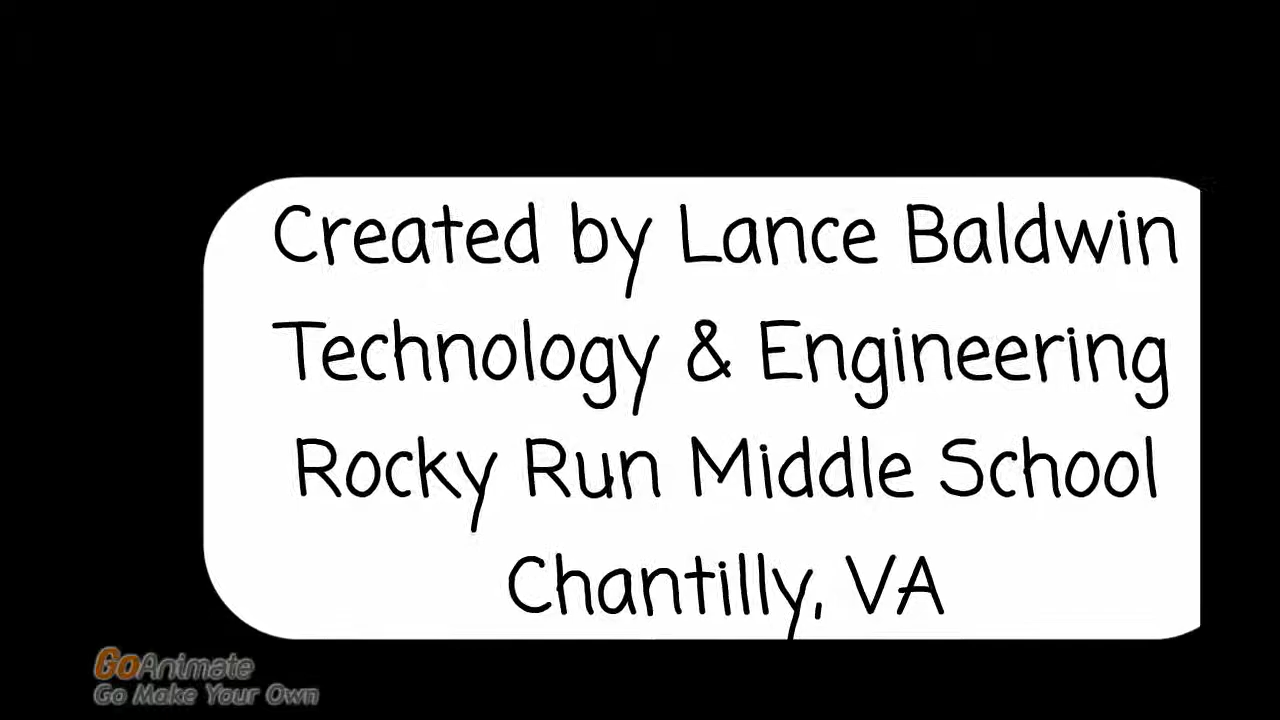 Created by Lance Baldwin
Technology & Engineering
Rocky Run Middle School
Chantilly, VA
GoAnimate
Go Make Your Own